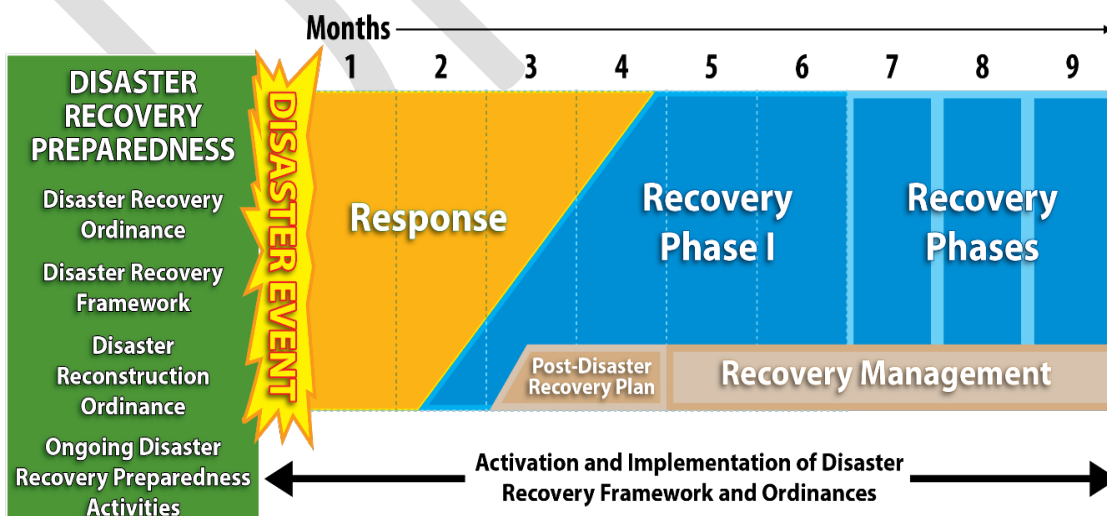 Months
1 2 3 4 5 6 7 8 9
DISASTER
RECOVERY
PREPAREDNESS
Disaster Recovery
Ordinance
Disaster Recovery
Framework
Disaster
Reconstruction
Ordinance
Ongoing Disaster
Recovery Preparedness
Activities
DISASTER EVENT
Response
Recovery
Phase I
Recovery
Phases
Post-Disaster
Recovery Plan
Recovery Management
Activation and Implementation of Disaster
Recovery Framework and Ordinances